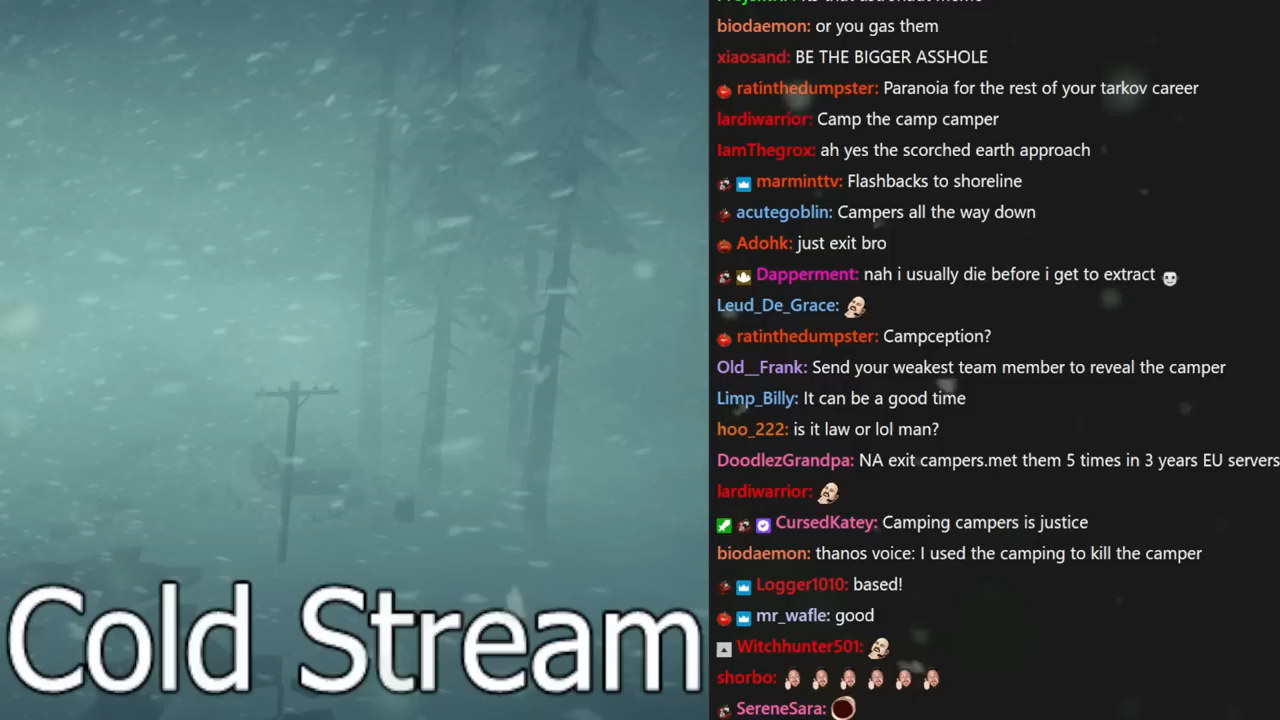 biodaemon: or you gas them
xiaosand: BE THE BIGGER ASSHOLE
ratinthedumpster: Paranoia for the rest of your tarkov career
lardiwarrior: Camp the camp camper
IamThegrox: ah yes the scorched earth approach
marminttv: Flashbacks to shoreline
acutegoblin: Campers all the way down
Adohk: just exit bro
Dapperment: nah i usually die before i get to extract
Leud_De_Grace:
ratinthedumpster: Campception?
Old__Frank: Send your weakest team member to reveal the camper
Limp_Billy: It can be a good time
hoo_222: is it law or lol man?
DoodlezGrandpa: NA exit campers.met them 5 times in 3 years EU servers
lardiwarrior:
CursedKatey: Camping campers is justice
biodaemon: thanos voice: I used the camping to kill the camper
Logger1010: based!
mr_wafle: good
Witchhunter501:
shorbo:
SereneSara:
Cold Stream